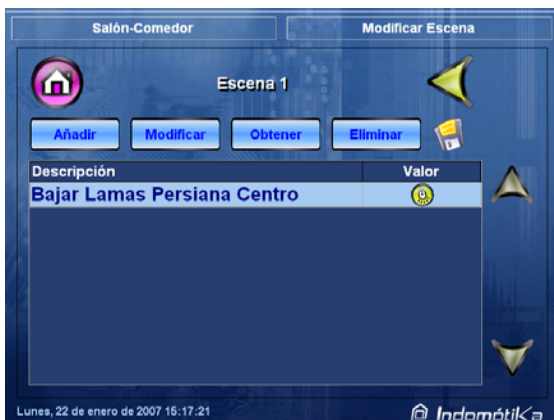 Salón-Comedor
Modificar Escena
Escena 1
Añadir
Modificar
Obtener
Eliminar
Descripción
Valor
Bajar Lamas Persiana Centro
Lunes, 22 de enero de 2007 15:17:21
IndomótiKa